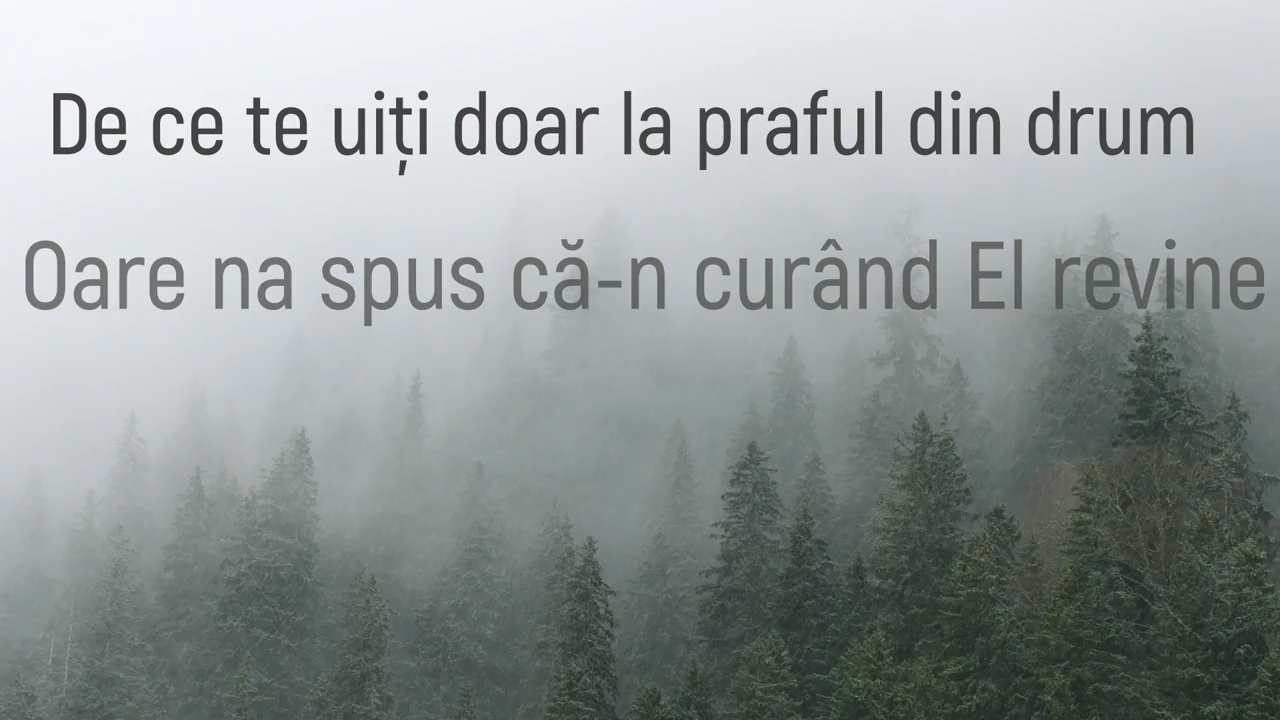 De ce te uiți doar la praful din drum
Oare na spus că-n curând El revine